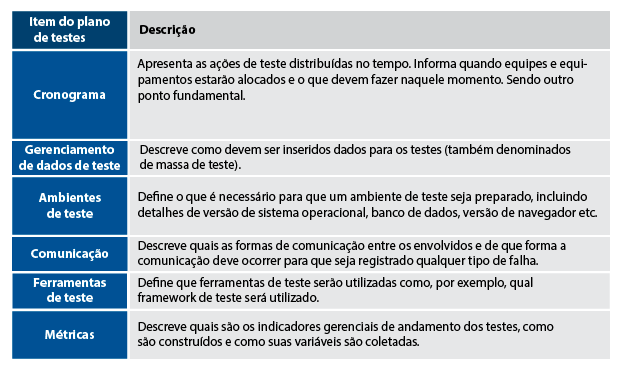 Item do plano
de testes
Descrição
Cronograma
Apresenta as ações de teste distribuídas no tempo. Informa quando equipes e equi-
pamentos estarão alocados e o que devem fazer naquele momento. Sendo outro
ponto fundamental.
Gerenciamento
de dados de teste
Descreve como devem ser inseridos dados para os testes (também denominados
de massa de teste).
Ambientes
de teste
Define o que é necessário para que um ambiente de teste seja preparado, incluindo
detalhes de versão de sistema operacional, banco de dados, versão de navegador etc.
Comunicação
Descreve quais as formas de comunicação entre os envolvidos e de que forma a
comunicação deve ocorrer para que seja registrado qualquer tipo de falha.
Ferramentas
de teste
Define que ferramentas de teste serão utilizadas como, por exemplo, qual
framework de teste será utilizado.
Métricas
Descreve quais são os indicadores gerenciais de andamento dos testes, como
são construídos e como suas variáveis são coletadas.